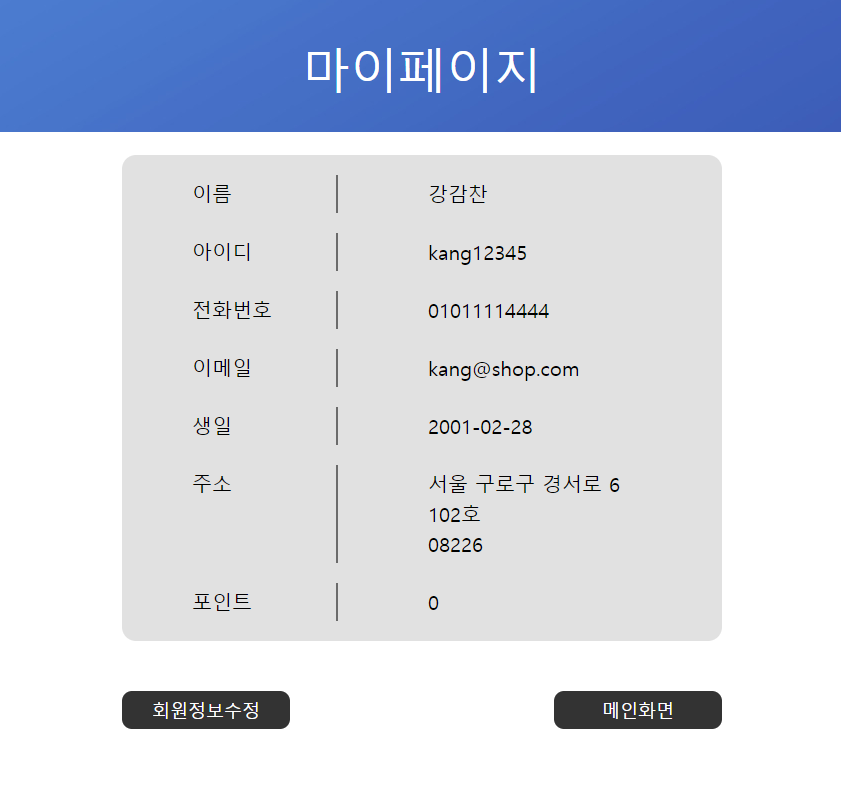 마이페이지
이름 강감찬
아이디 kang12345
전화번호 01011114444
이메일 kang@shop.com
생일 2001-02-28
주소 서울 구로구 경서로 6
102호
08226
포인트 0
회원정보수정 메인화면